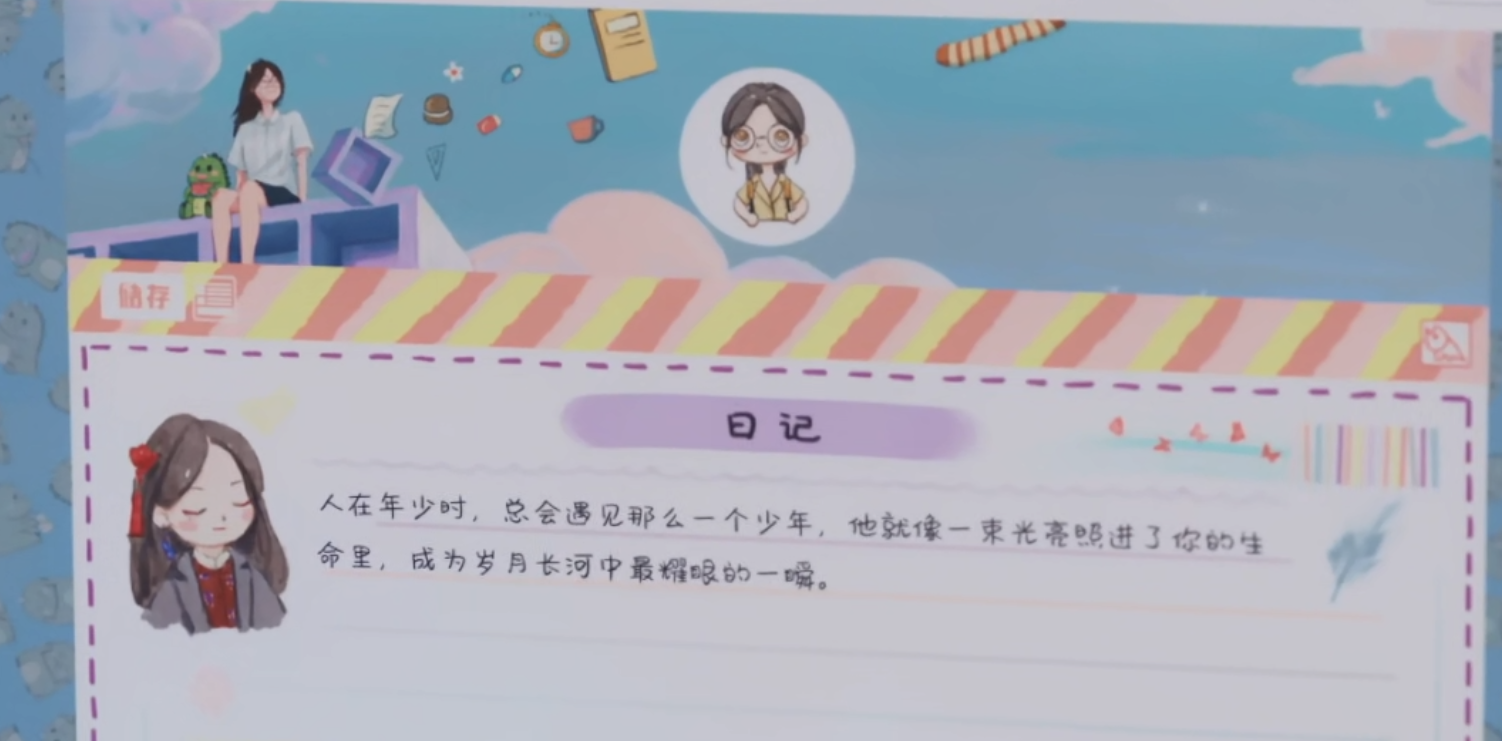 储存
日记
人在年少时，总会遇见那么一个少年，他就像一束光亮照进了你的生
命里，成为岁月长河中最耀眼的一瞬。